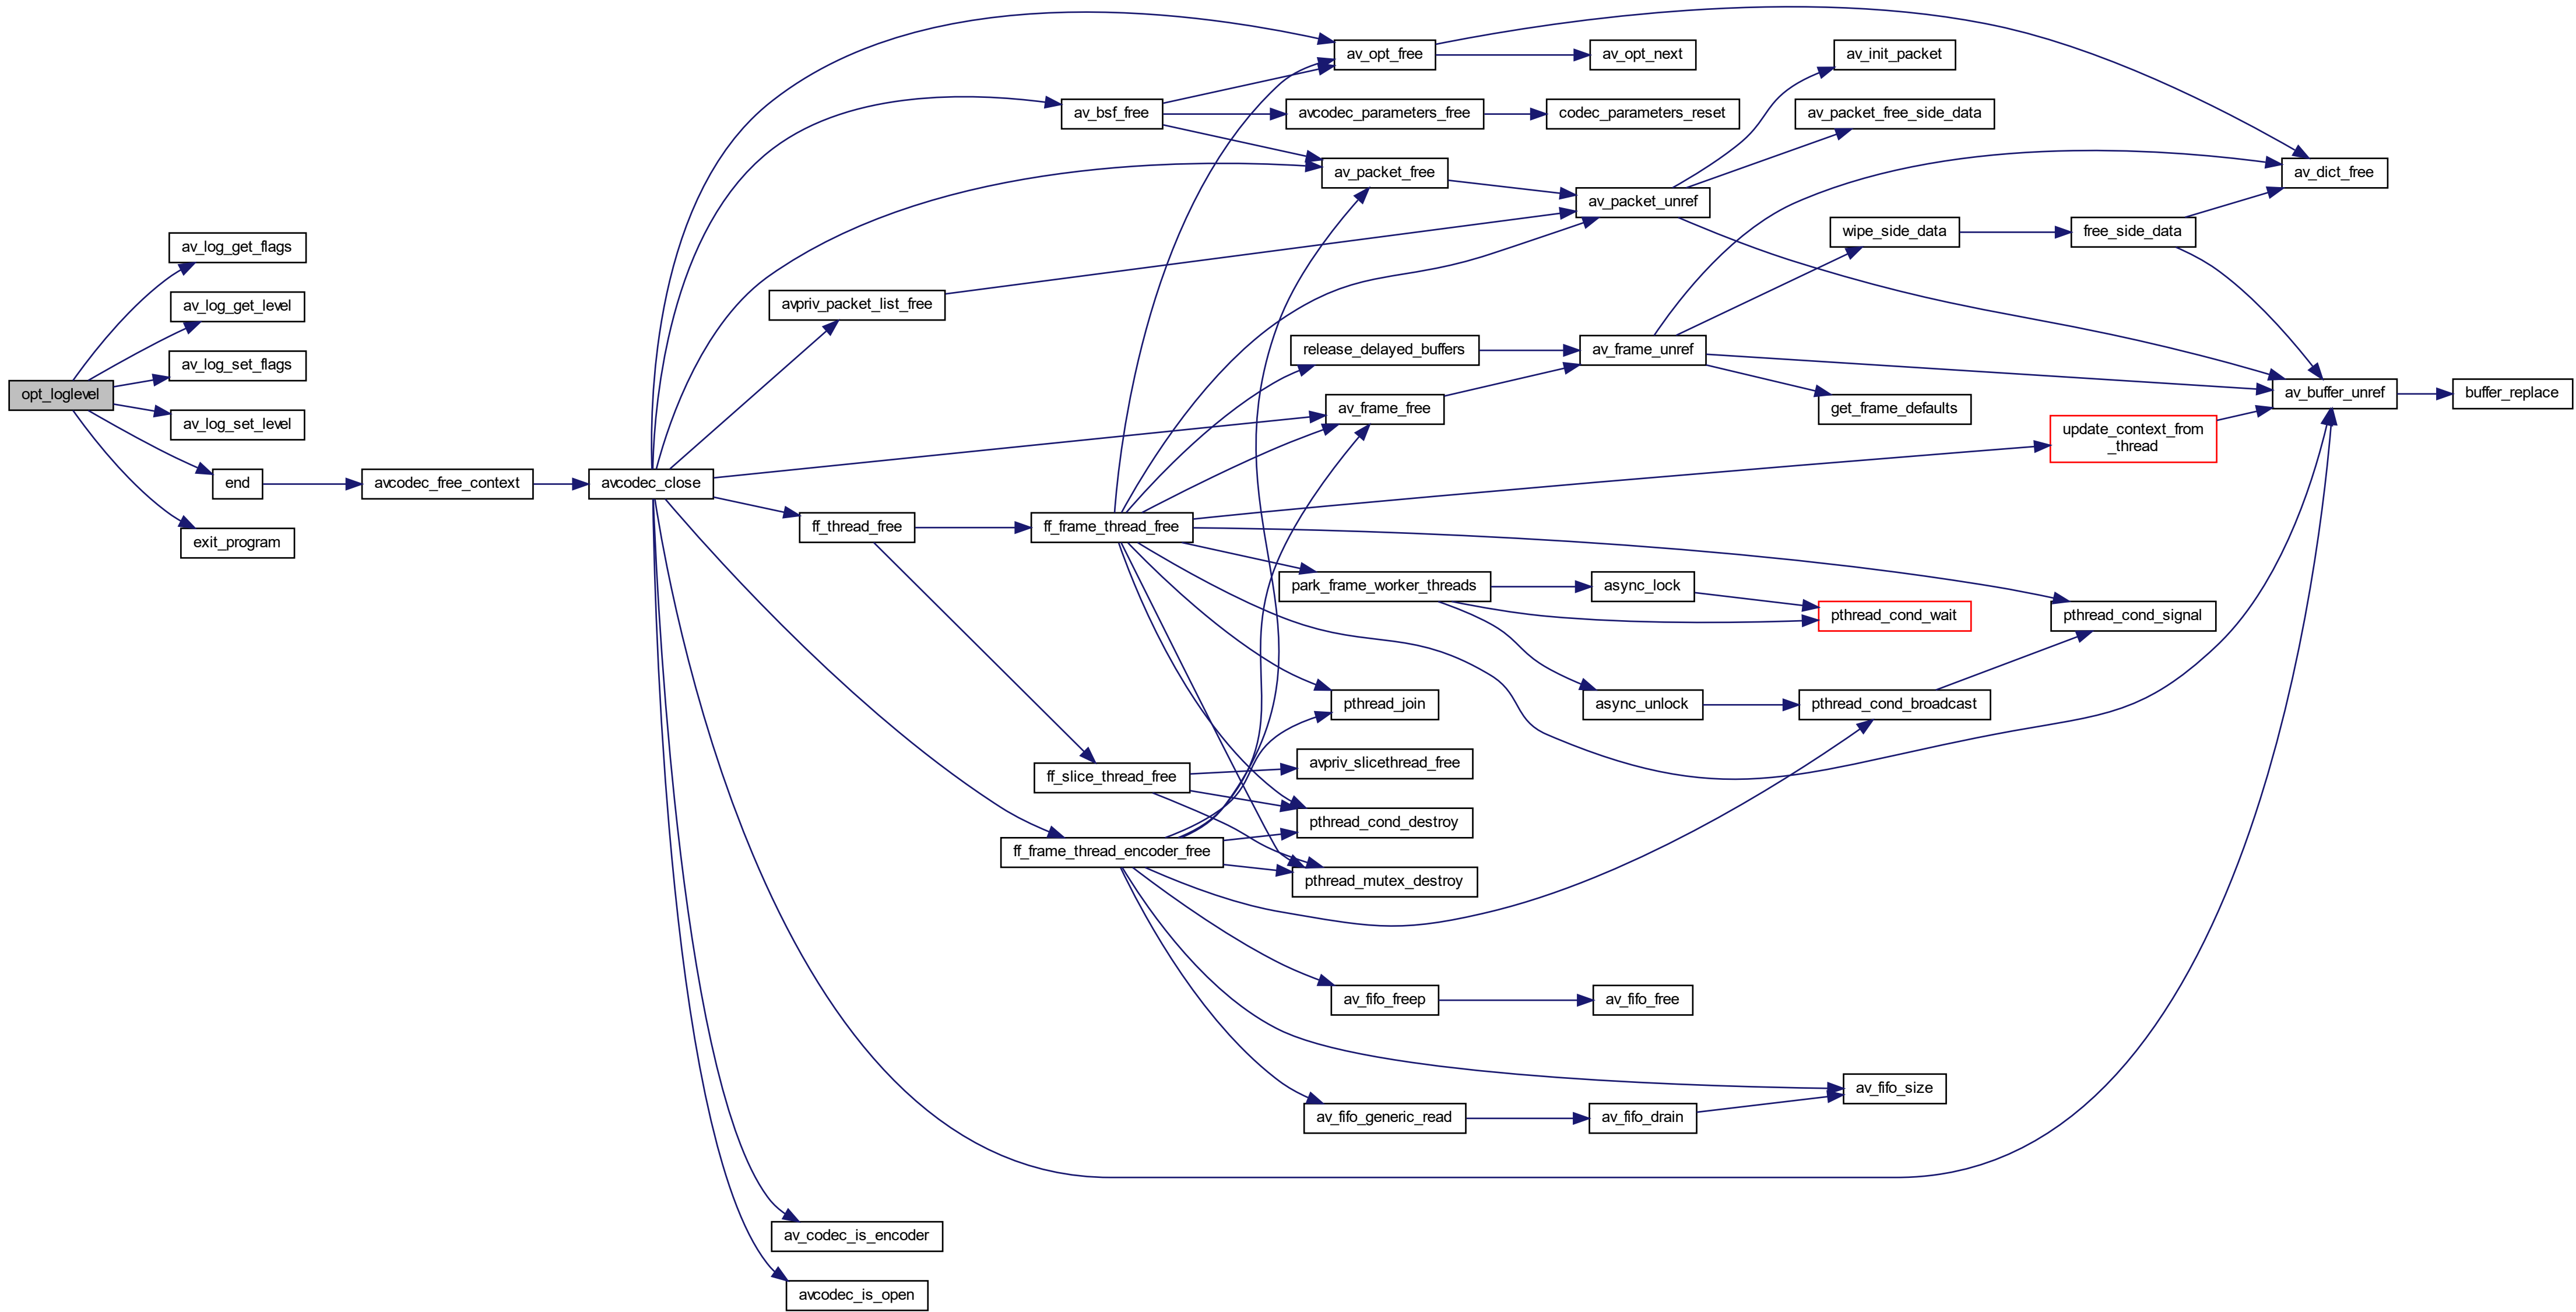 opt_loglevel
av_log_get_flags
av_log_get_level
av_log_set_flags
av_log_set_level
end
exit_program
avcodec_free_context
avcodec_close
avpriv_packet_list_free
ff_thread_free
av_codec_is_encoder
avcodec_is_open
av_bsf_free
ff_frame_thread_free
ff_slice_thread_free
ff_frame_thread_encoder_free
av_opt_free
avcodec_parameters_free
av_packet_free
release_delayed_buffers
av_frame_free
park_frame_worker_threads
pthread_join
avpriv_slicethread_free
pthread_cond_destroy
pthread_mutex_destroy
av_fifo_freep
av_fifo_generic_read
av_opt_next
codec_parameters_reset
av_packet_unref
av_frame_unref
async_lock
async_unlock
av_fifo_free
av_fifo_drain
av_init_packet
av_packet_free_side_data
wipe_side_data
get_frame_defaults
pthread_cond_wait
pthread_cond_broadcast
av_fifo_size
free_side_data
update_context_from
_thread
pthread_cond_signal
av_dict_free
av_buffer_unref
buffer_replace